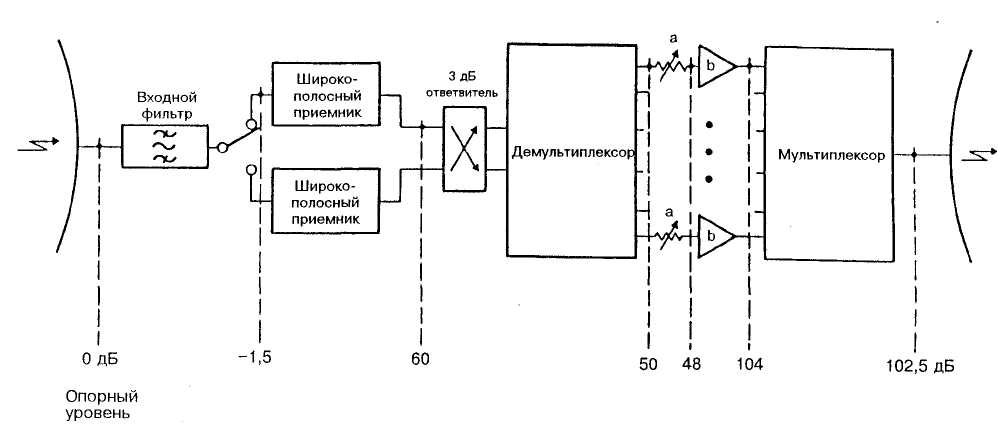 Входной
фильтр
Широко-
полосный
приемник
Широко-
полосный
приемник
3 дБ
ответвитель
Демультиплексор
a
b
a
b
Мультиплексор
0 дБ
−1,5
60
50
48
104
102,5 дБ
Опорный
уровень